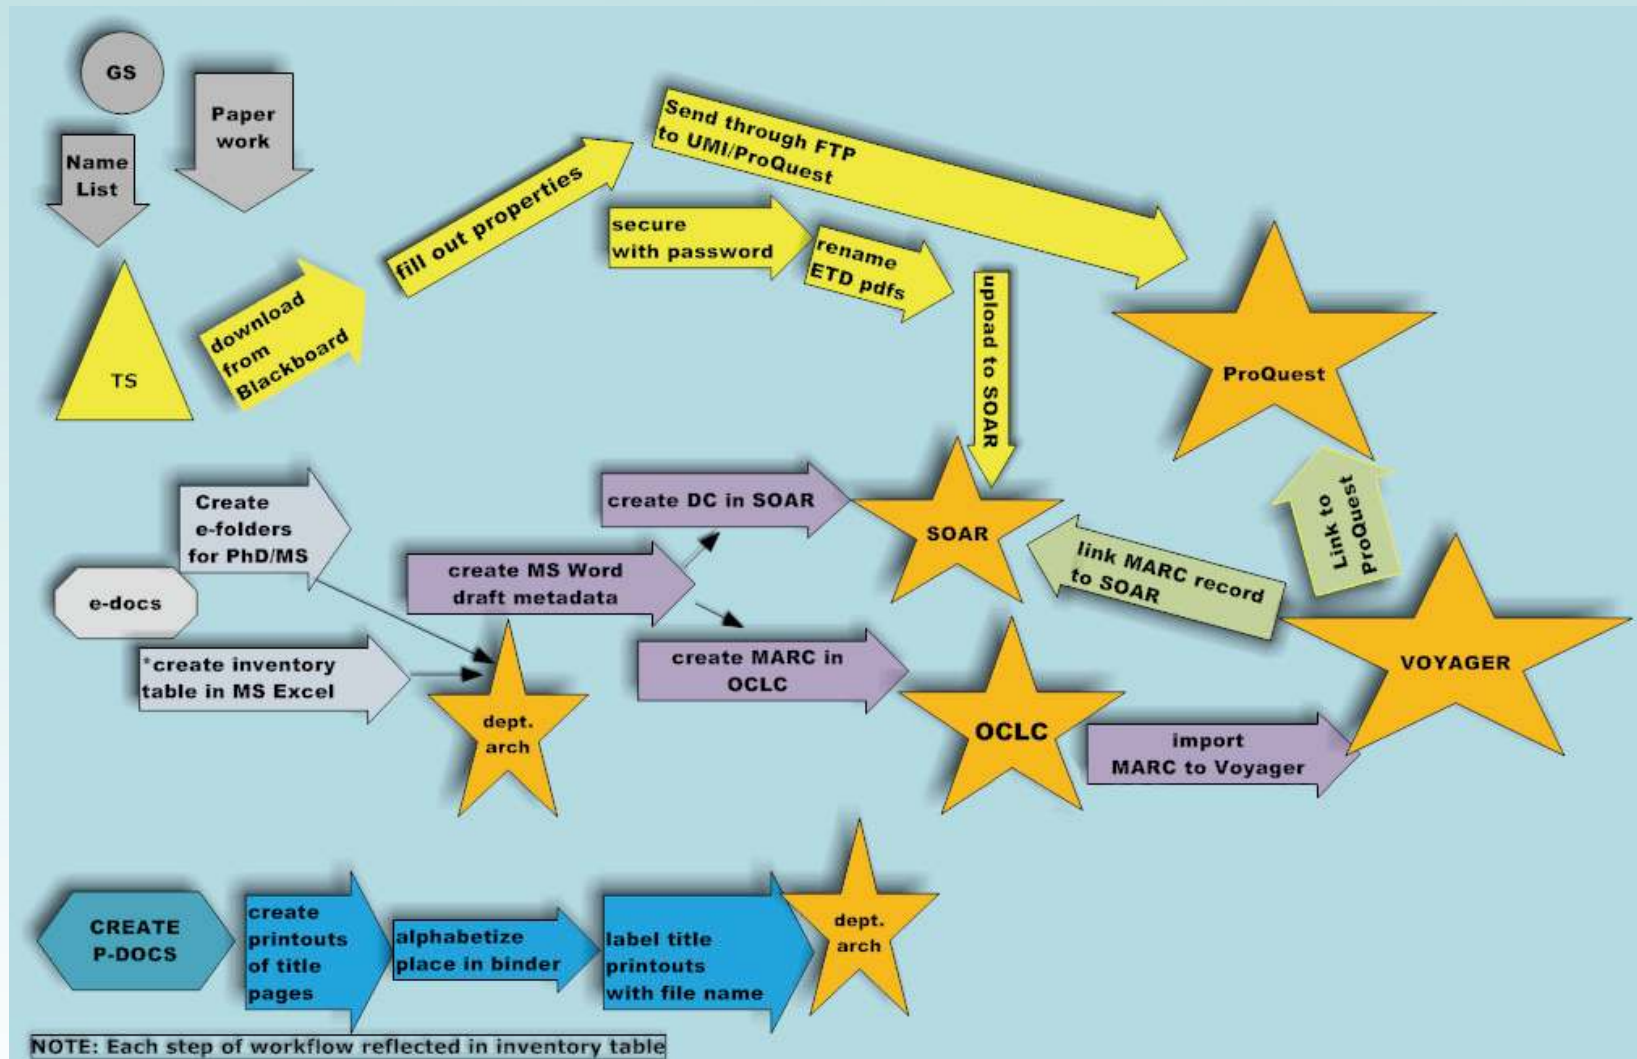 GS
Paper
work
Name
List
TS
download
from
Blackboard
fill out properties
Send through FTP
to UMI/ProQuest
secure
with password
rename
ETD pdfs
upload to SOAR
ProQuest
Create
e-folders
for PhD/MS
e-docs
*create inventory
table in MS Excel
create MS Word
draft metadata
dept.
arch
create DC in SOAR
SOAR
create MARC in
OCLC
OCLC
import
MARC to Voyager
VOYAGER
link MARC record
to SOAR
Link to
ProQuest
CREATE
P-DOCS
create
printouts
of title
pages
alphabetize
place in binder
label title
printouts
with file name
dept.
arch
NOTE: Each step of workflow reflected in inventory table